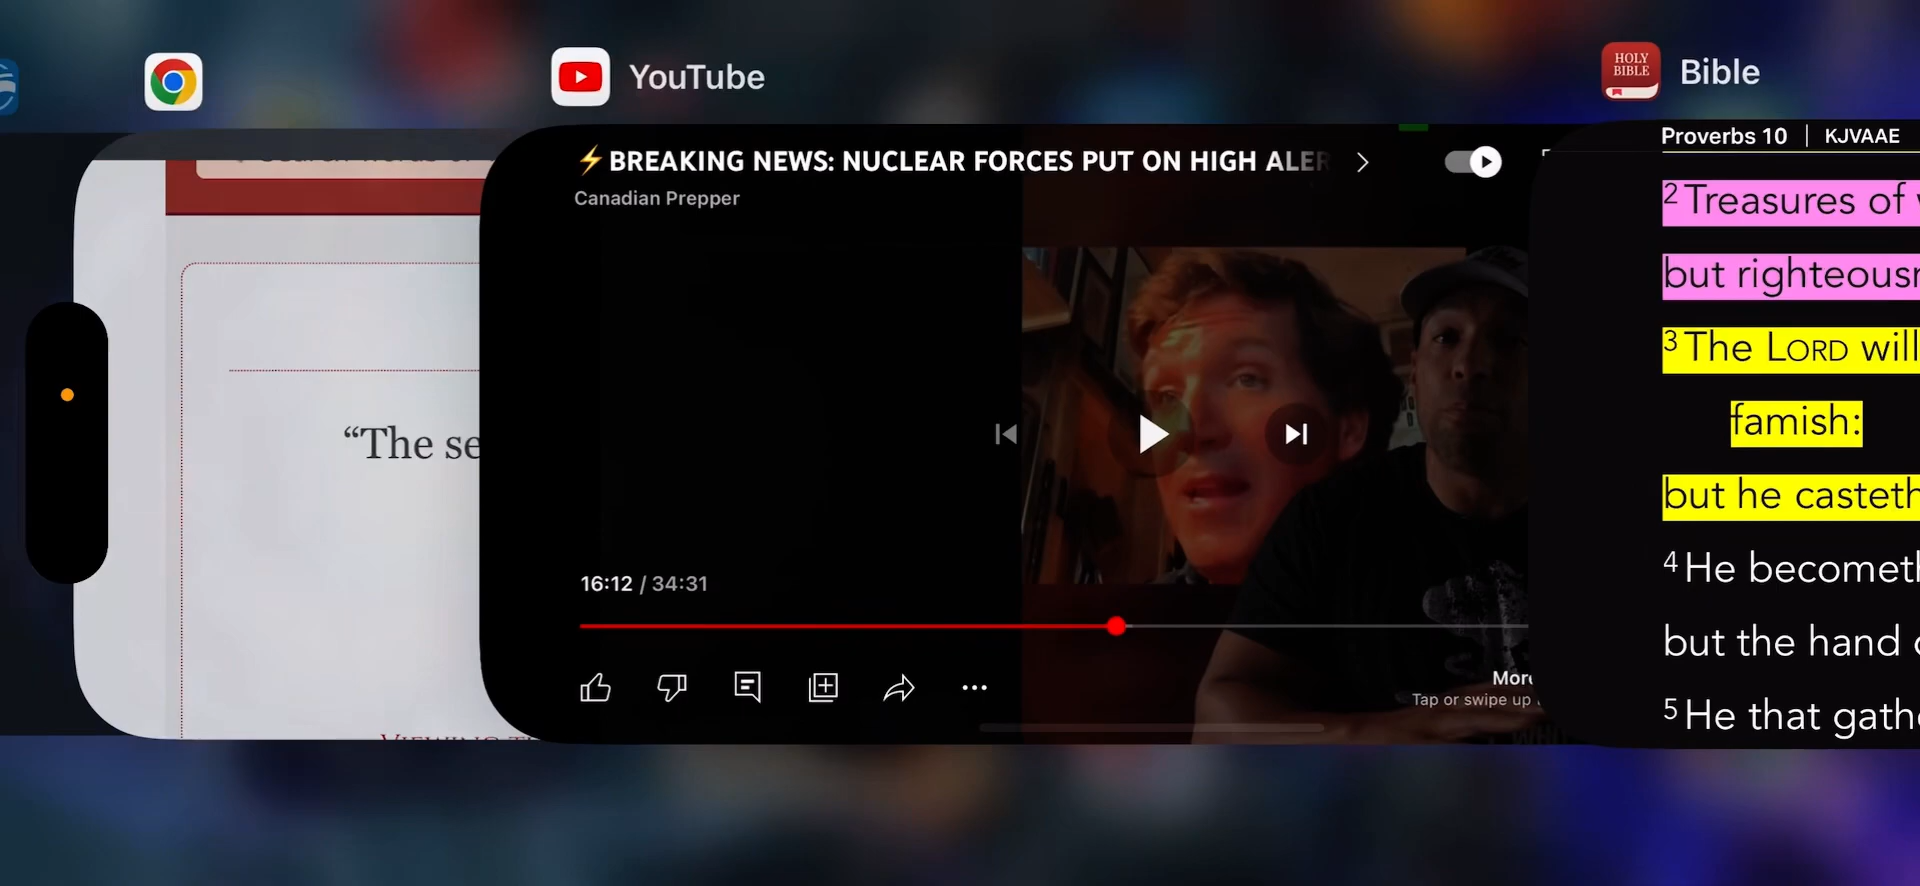 YouTube
HOLY
BIBLE
Bible
⚡BREAKING NEWS: NUCLEAR FORCES PUT ON HIGH ALER
Canadian Prepper
Proverbs 10 | KJVAAE
2 Treasures of
but righteous
3 The LORD will
famish:
but he casteth
4 He becometh
but the hand
5 He that gath
“The se
16:12 / 34:31
More
Tap or swipe up